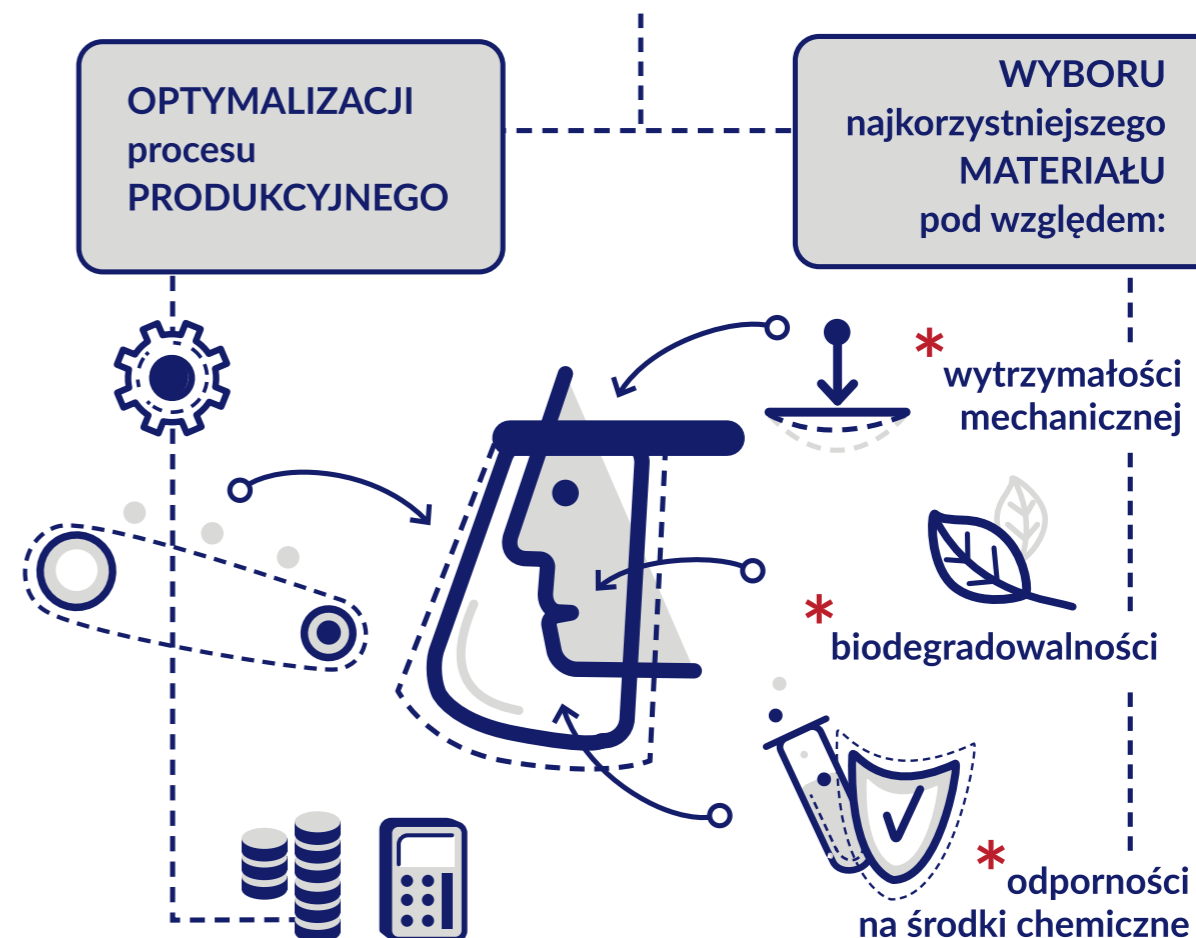 OPTYMALIZACJI
procesu
PRODUKCYJNEGO
WYBORU
najkorzystniejszego
MATERIAŁU
pod względem:
*wytrzymałości
mechanicznej
*biodegradowalności
*odporności
na środki chemiczne